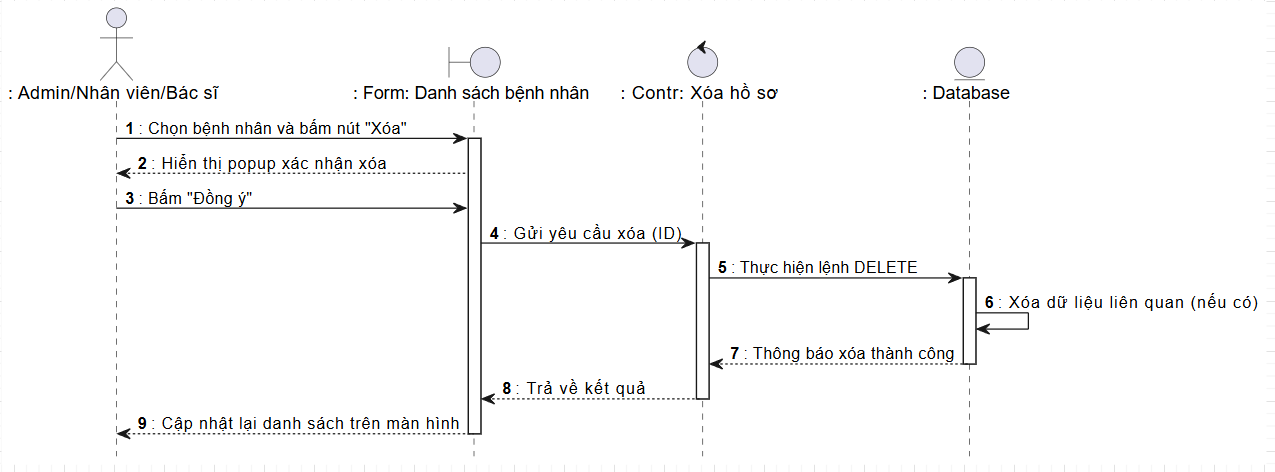 : Admin/Nhân viên/Bác sĩ
: Form: Danh sách bệnh nhân
: Contr: Xóa hồ sơ
: Database
1 : Chọn bệnh nhân và bấm nút "Xóa"
2 : Hiển thị popup xác nhận xóa
3 : Bấm "Đồng ý"
4 : Gửi yêu cầu xóa (ID)
5 : Thực hiện lệnh DELETE
6 : Xóa dữ liệu liên quan (nếu có)
7 : Thông báo xóa thành công
8 : Trả về kết quả
9 : Cập nhật lại danh sách trên màn hình